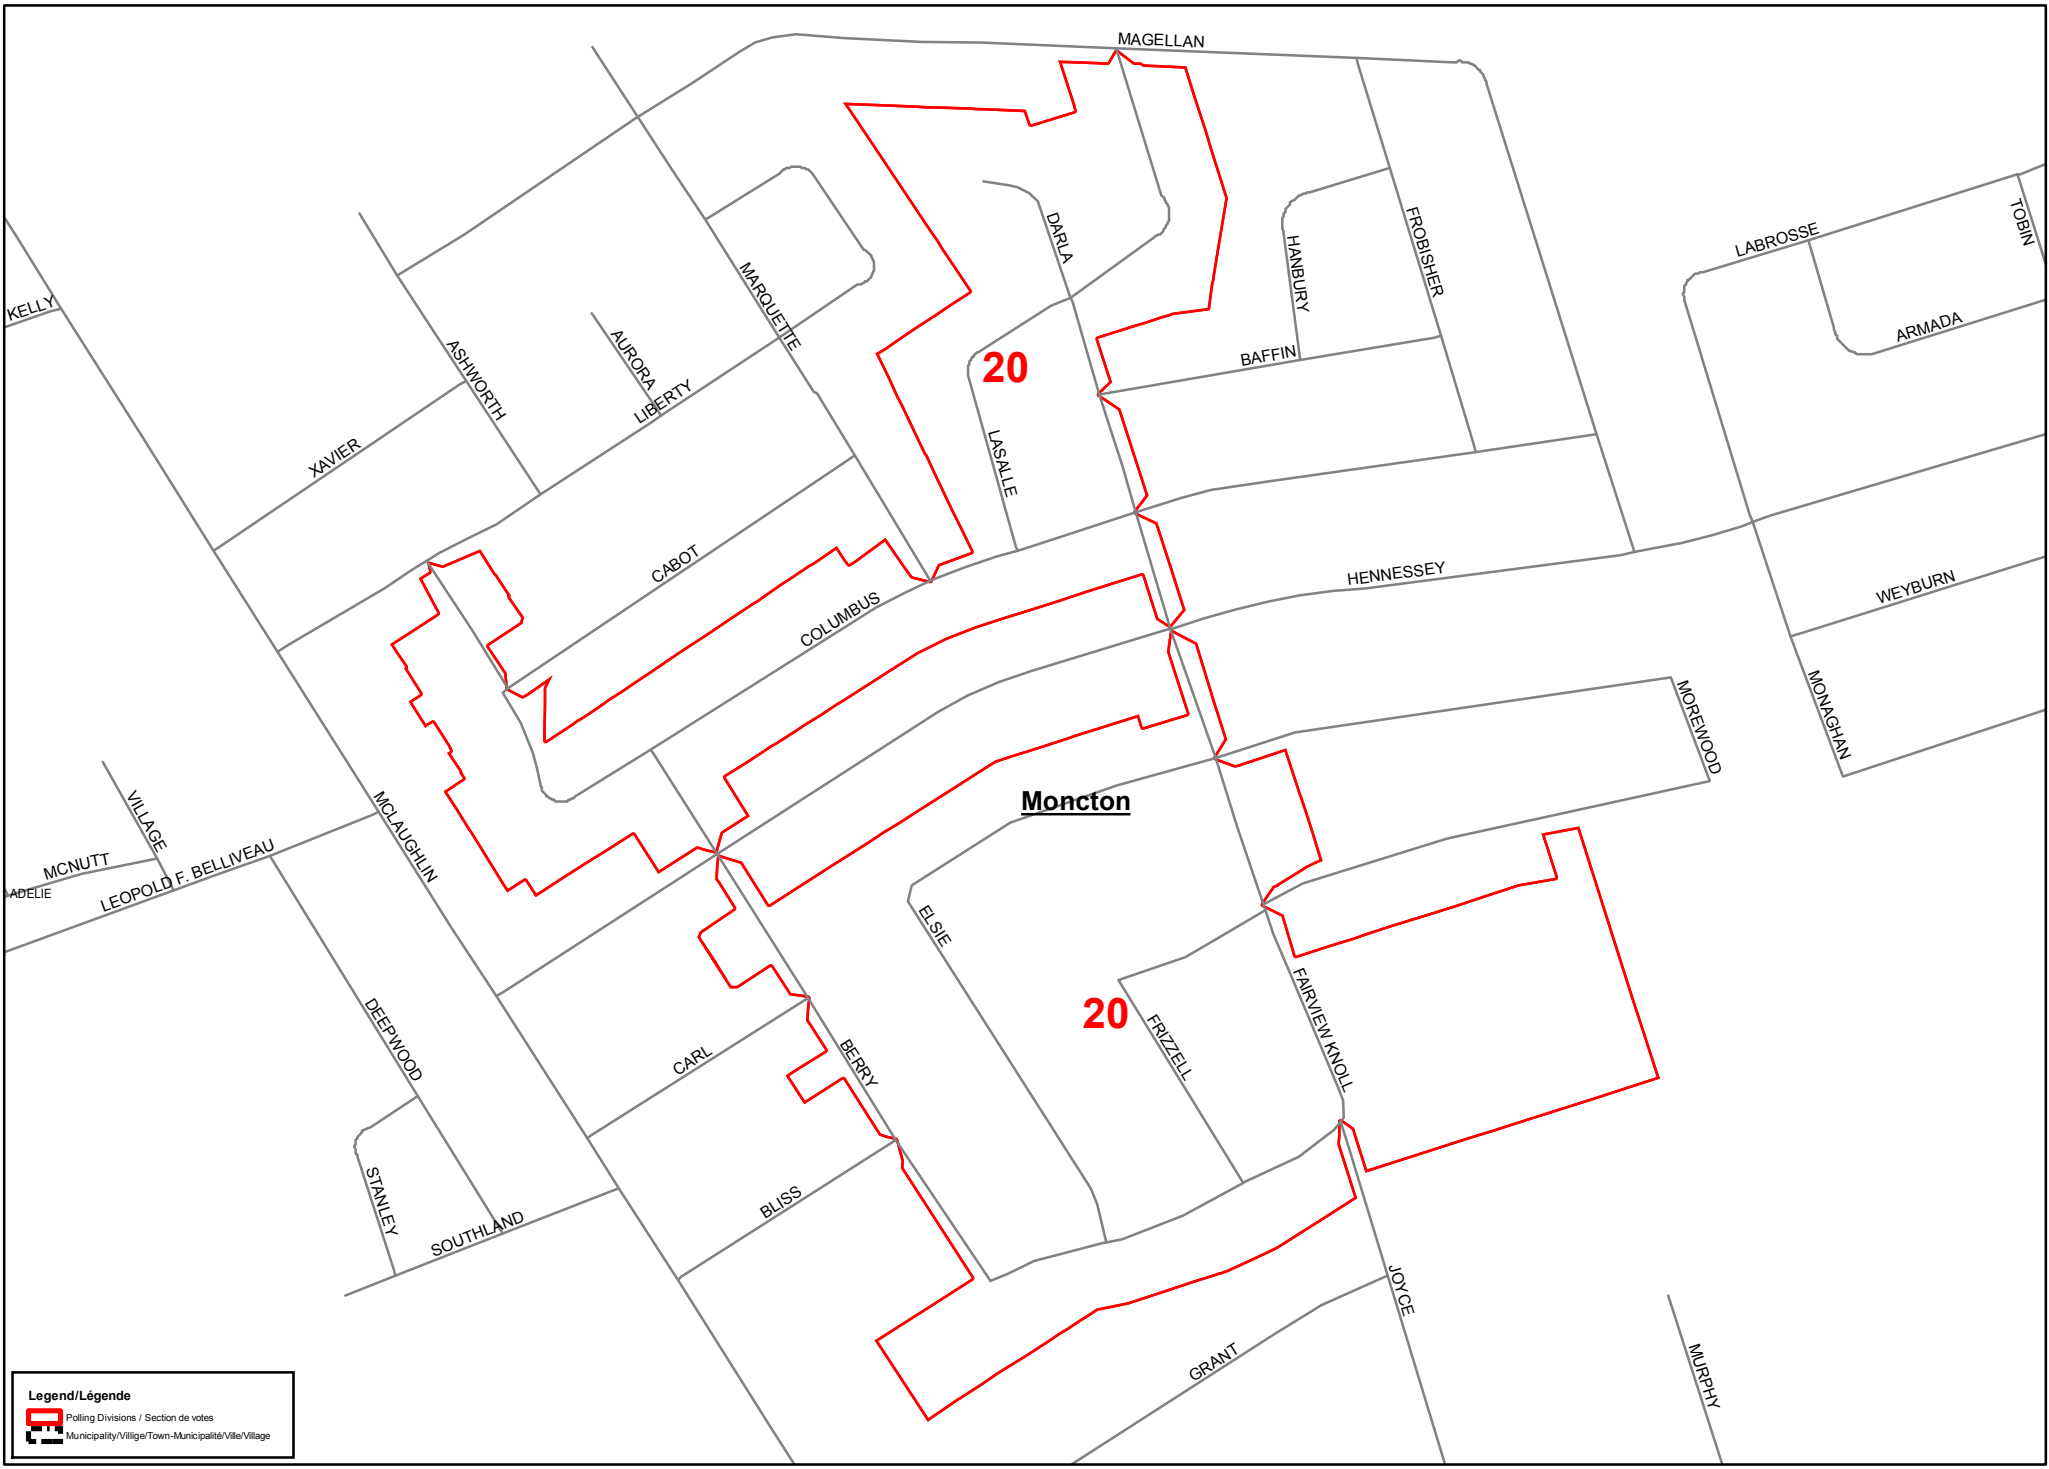 MAGELLAN
DARLA
FROBISHER
HANBURY
LABROSSE
TOBIN
KELLY
MARQUETTE
ARMADA
ASHWORTH
AURORA
BAFFIN
20
LIBERTY
XAVIER
LASALLE
CABOT
HENNESSEY
WEYBURN
COLUMBUS
MOREWOOD
MONAGHAN
Moncton
VILLAGE
MCLAUGHLIN
MCNUTT
LEOPOLD F. BELLIVEAU
ADELIE
ELSIE
20
FAIRVIEW KNOLL
DEEPWOOD
FRIZZELL
CARL
BERRY
STANLEY
BLISS
SOUTHLAND
JOYCE
GRANT
MURPHY
Legend/Légende
Polling Divisions / Section de votes
Municipality/Villige/Town-Municipalité/Ville/Village